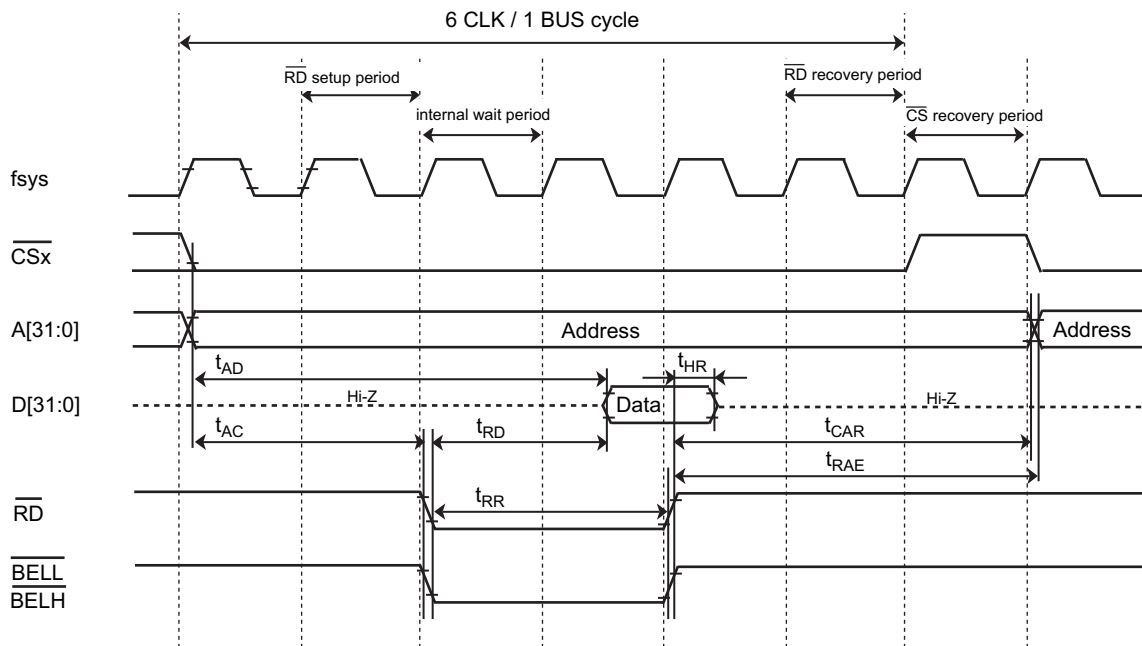 6 CLK / 1 BUS cycle
RD setup period
RD recovery period
internal wait period
CS recovery period
fsys
CSx
A[31:0]
Address
Address
tAD
tHR
D[31:0]
Hi-Z
Data
Hi-Z
tAC
tRD
tCAR
tRAE
RD
tRR
BELL
BELH